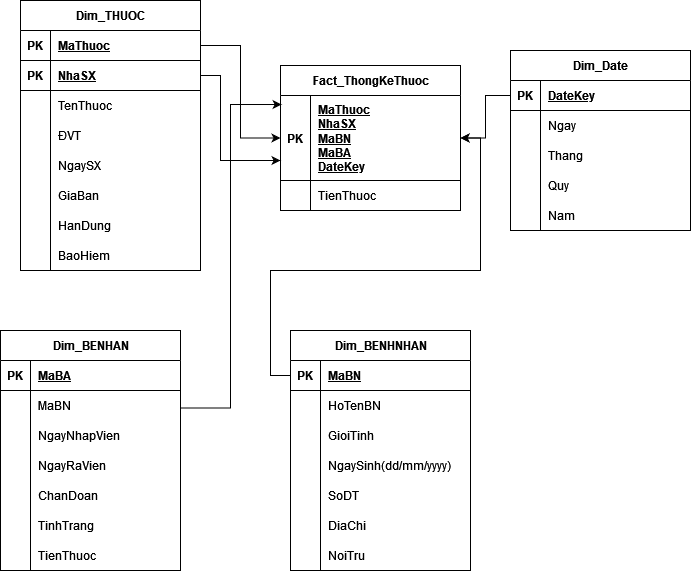 Dim_THUOC
PK MaThuoc
PK NhaSX
TenThuoc
ĐVT
NgaySX
GiaBan
HanDung
BaoHiem
Fact_ThongKeThuoc
MaThuoc
NhaSX
PK MaBN
MaBA
DateKey
TienThuoc
Dim_Date
PK DateKey
Ngay
Thang
Quy
Nam
Dim_BENHAN
PK MaBA
MaBN
NgayNhapVien
NgayRaVien
ChanDoan
TinhTrang
TienThuoc
Dim_BENHNHAN
PK MaBN
HoTenBN
GioiTinh
NgaySinh(dd/mm/yyyy)
SoDT
DiaChi
NoiTru